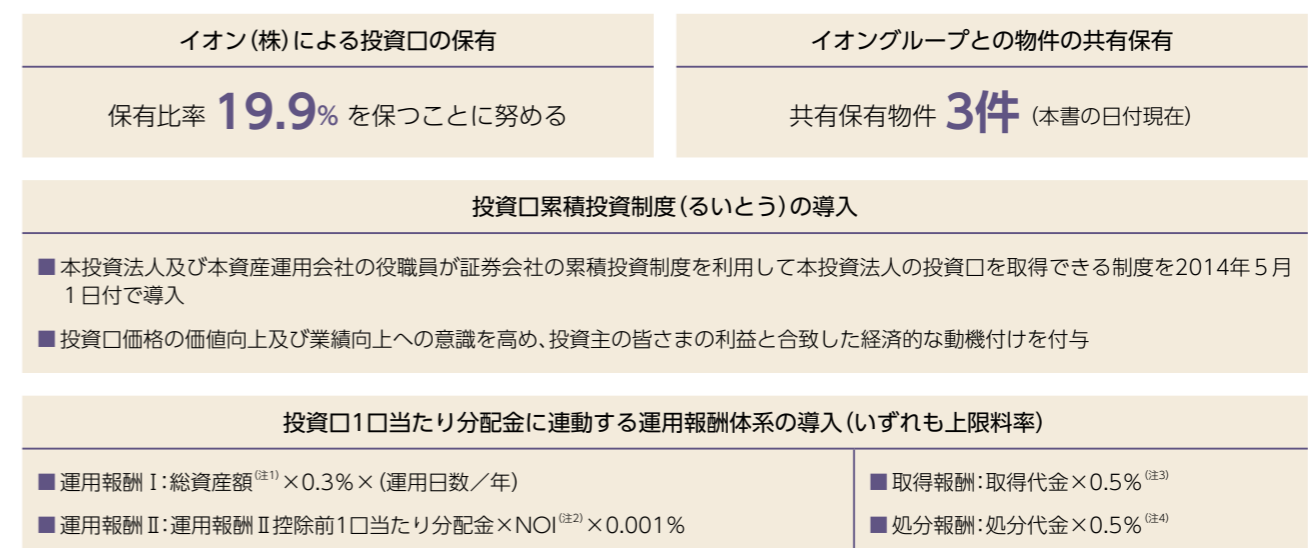 イオン(株)による投資口の保有
保有比率 19.9% を保つことに努める
イオングループとの物件の共有保有
共有保有物件 3件 (本書の日付現在)
投資口累積投資制度(るいとう)の導入
■本投資法人及び本資産運用会社の役職員が証券会社の累積投資制度を利用して本投資法人の投資口を取得できる制度を2014年5月
1日付で導入
■投資口価格の価値向上及び業績向上への意識を高め、投資主の皆さまの利益と合致した経済的な動機付けを付与
投資口1口当たり分配金に連動する運用報酬体系の導入(いずれも上限料率)
■運用報酬Ⅰ:総資産額(注1)×0.3%×(運用日数/年)
■運用報酬Ⅱ:運用報酬Ⅱ控除前1口当たり分配金×NOI(注2)×0.001%
■取得報酬:取得代金×0.5%(注3)
■処分報酬:処分代金×0.5%(注4)